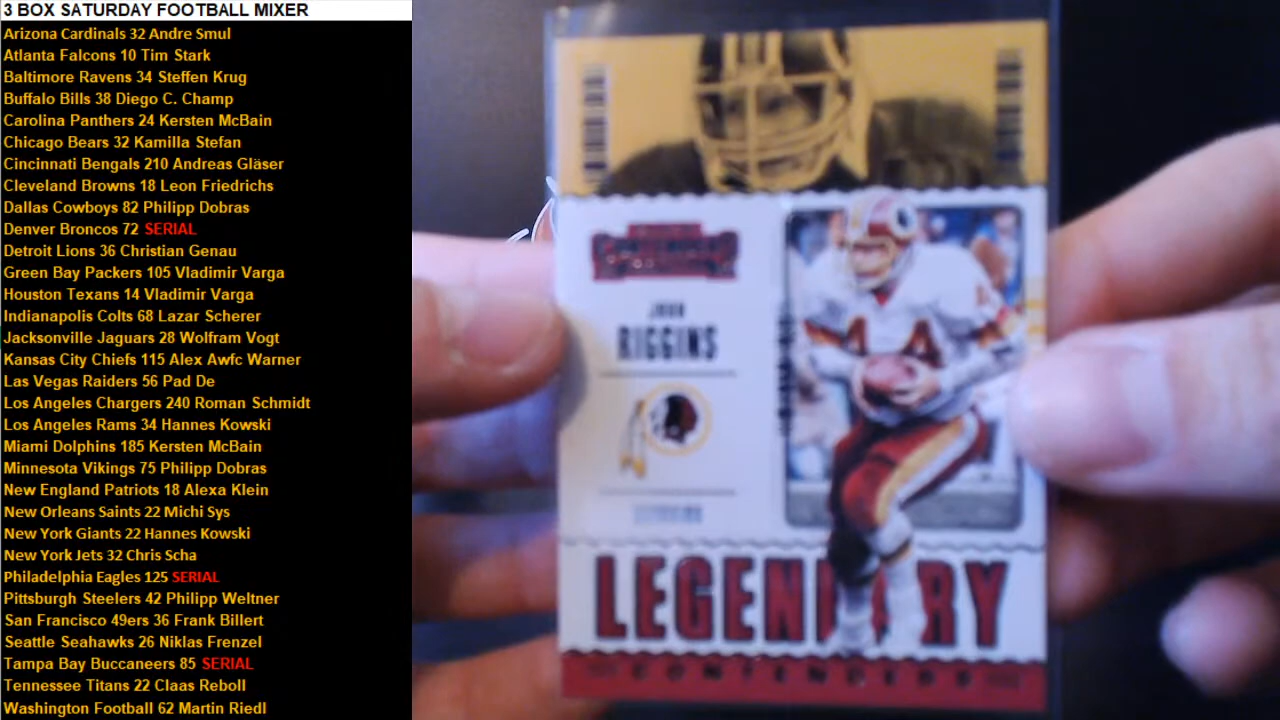 3 BOX SATURDAY FOOTBALL MIXER
Arizona Cardinals 32 Andre Smul
Atlanta Falcons 10 Tim Stark
Baltimore Ravens 34 Steffen Krug
Buffalo Bills 38 Diego C. Champ
Carolina Panthers 24 Kersten McBain
Chicago Bears 32 Kamilla Stefan
Cincinnati Bengals 210 Andreas Gläser
Cleveland Browns 18 Leon Friedrichs
Dallas Cowboys 82 Philipp Dobras
Denver Broncos 72 SERIAL
Detroit Lions 36 Christian Genau
Green Bay Packers 105 Vladimir Varga
Houston Texans 14 Vladimir Varga
Indianapolis Colts 68 Lazar Scherer
Jacksonville Jaguars 28 Wolfram Vogt
Kansas City Chiefs 115 Alex Awfc Warner
Las Vegas Raiders 56 Pad De
Los Angeles Chargers 240 Roman Schmidt
Los Angeles Rams 34 Hannes Kowski
Miami Dolphins 185 Kersten McBain
Minnesota Vikings 75 Philipp Dobras
New England Patriots 18 Alexa Klein
New Orleans Saints 22 Michi Sys
New York Giants 22 Hannes Kowski
New York Jets 32 Chris Scha
Philadelphia Eagles 125 SERIAL
Pittsburgh Steelers 42 Philipp Weltner
San Francisco 49ers 36 Frank Billert
Seattle Seahawks 26 Niklas Frenzel
Tampa Bay Buccaneers 85 SERIAL
Tennessee Titans 22 Claas Reboll
Washington Football 62 Martin Riedl
CONTENDERS
JOHN
RIGGINS
44
LEGENDARY
CONTENDERS